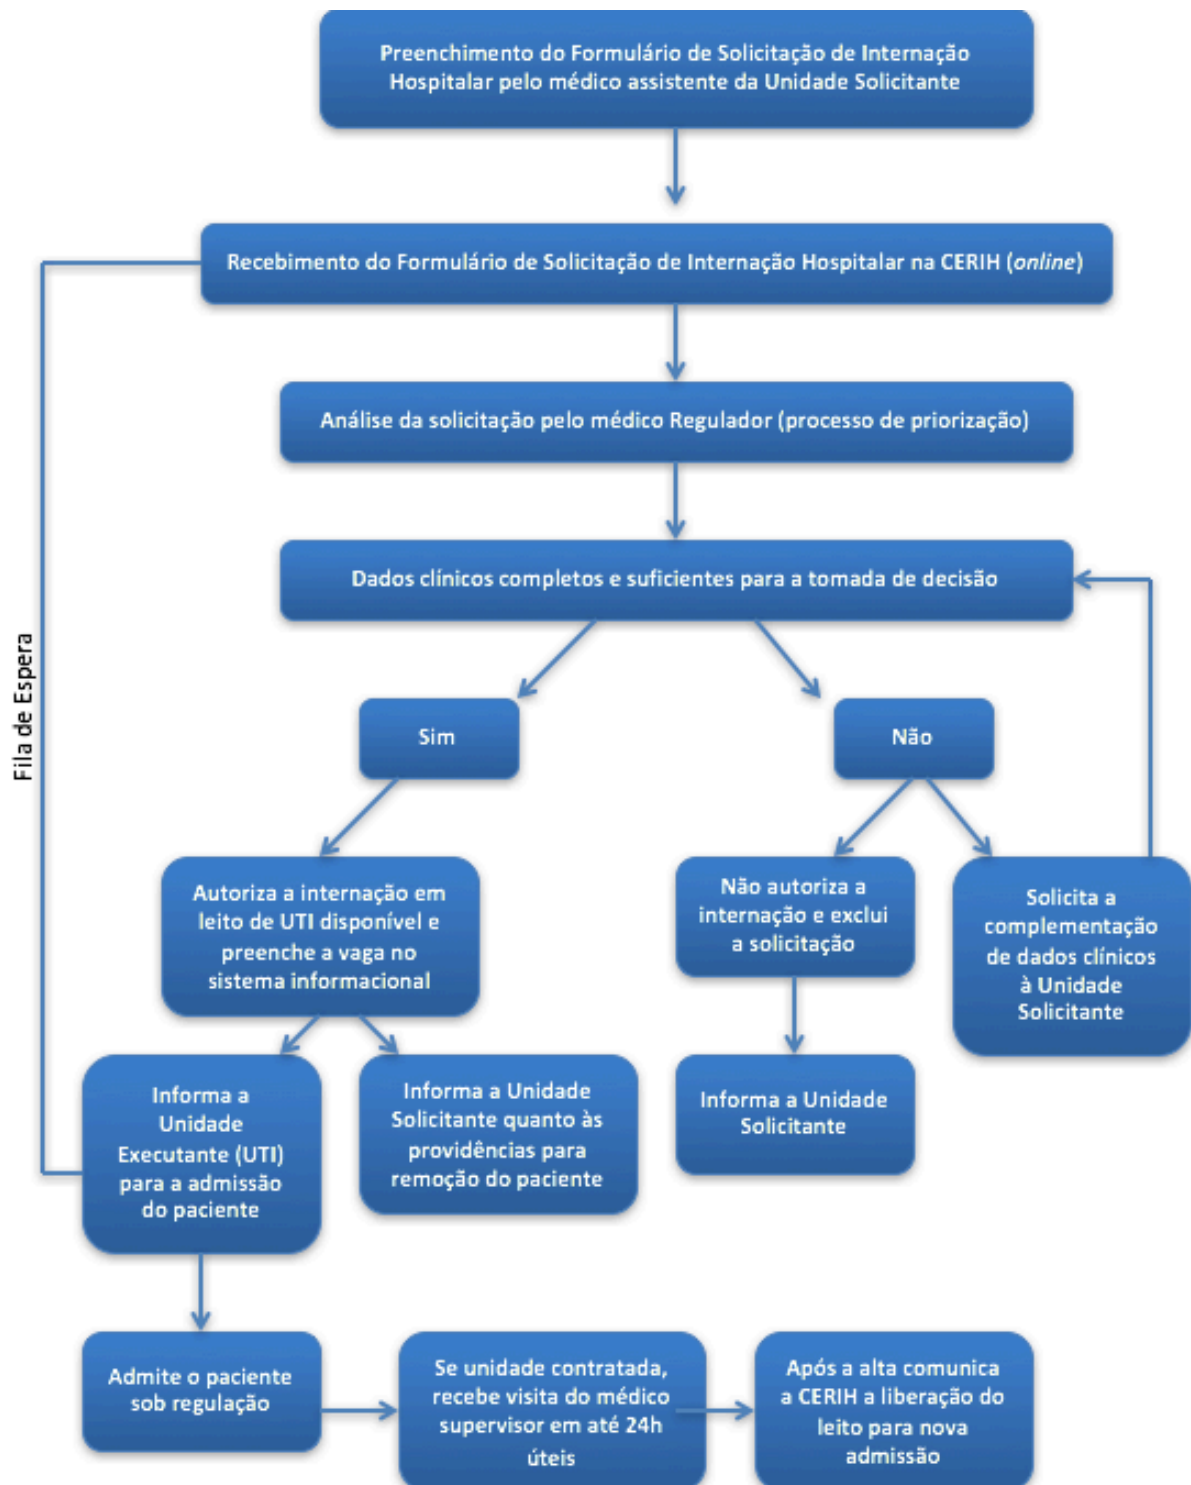 Preenchimento do Formulário de Solicitação de Internação
Hospitalar pelo médico assistente da Unidade Solicitante
Recebimento do Formulário de Solicitação de Internação Hospitalar na CERIH (online)
Análise da solicitação pelo médico Regulador (processo de priorização)
Dados clínicos completos e suficientes para a tomada de decisão
Fila de Espera
Sim
Não
Autoriza a internação em
leito de UTI disponível e
preenche a vaga no
sistema informacional
Não autoriza a
internação e exclui
a solicitação
Solicita a
complementação
de dados clínicos
à Unidade
Solicitante
Informa a
Unidade
Executante (UTI)
para a admissão
do paciente
Informa a Unidade
Solicitante quanto às
providências para
remoção do paciente
Informa a Unidade
Solicitante
Admite o paciente
sob regulação
Se unidade contratada,
recebe visita do médico
supervisor em até 24h
úteis
Após a alta comunica
a CERIH a liberação do
leito para nova
admissão